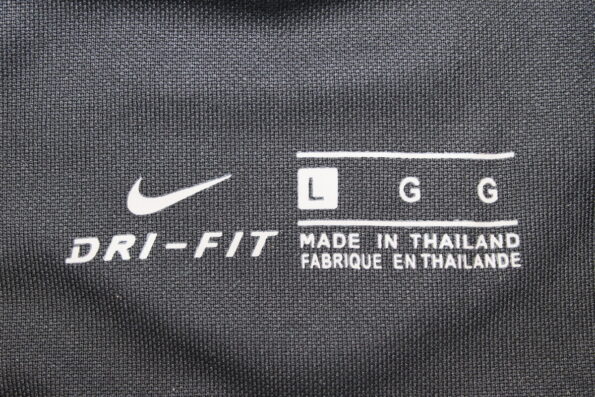 L G G
DRI-FIT
MADE IN THAILAND
FABRIQUE EN THAILANDE